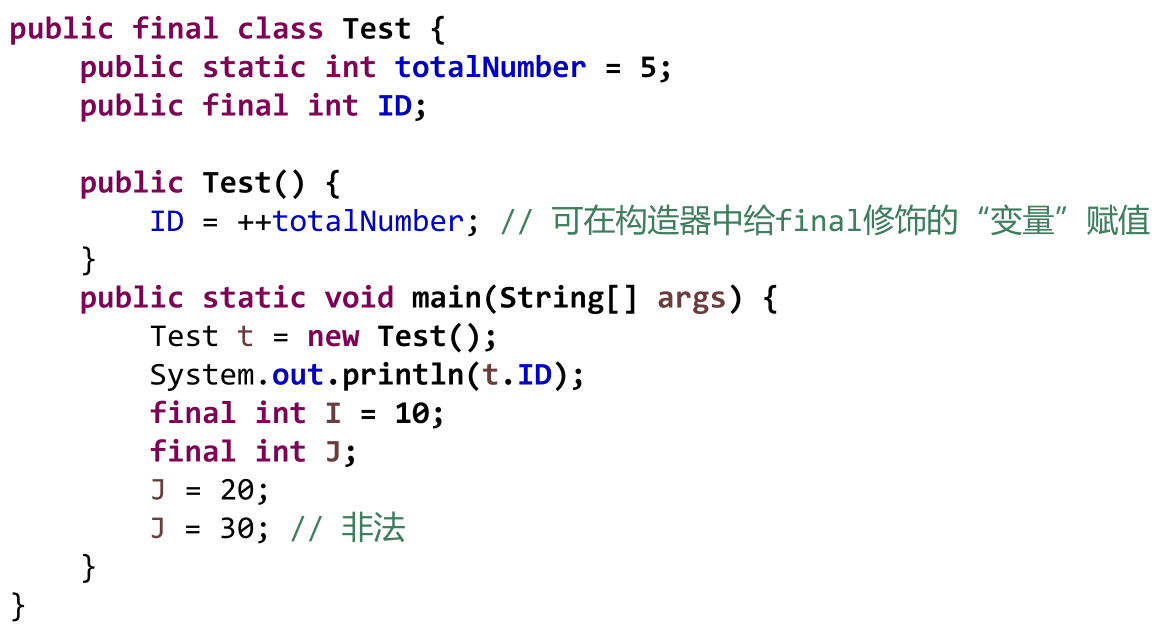 public final class Test {
    public static int totalNumber = 5;
    public final int ID;

    public Test() {
        ID = ++totalNumber; // 可在构造器中给final修饰的“变量”赋值
    }
    public static void main(String[] args) {
        Test t = new Test();
        System.out.println(t.ID);
        final int I = 10;
        final int J;
        J = 20;
        J = 30; // 非法
    }
}